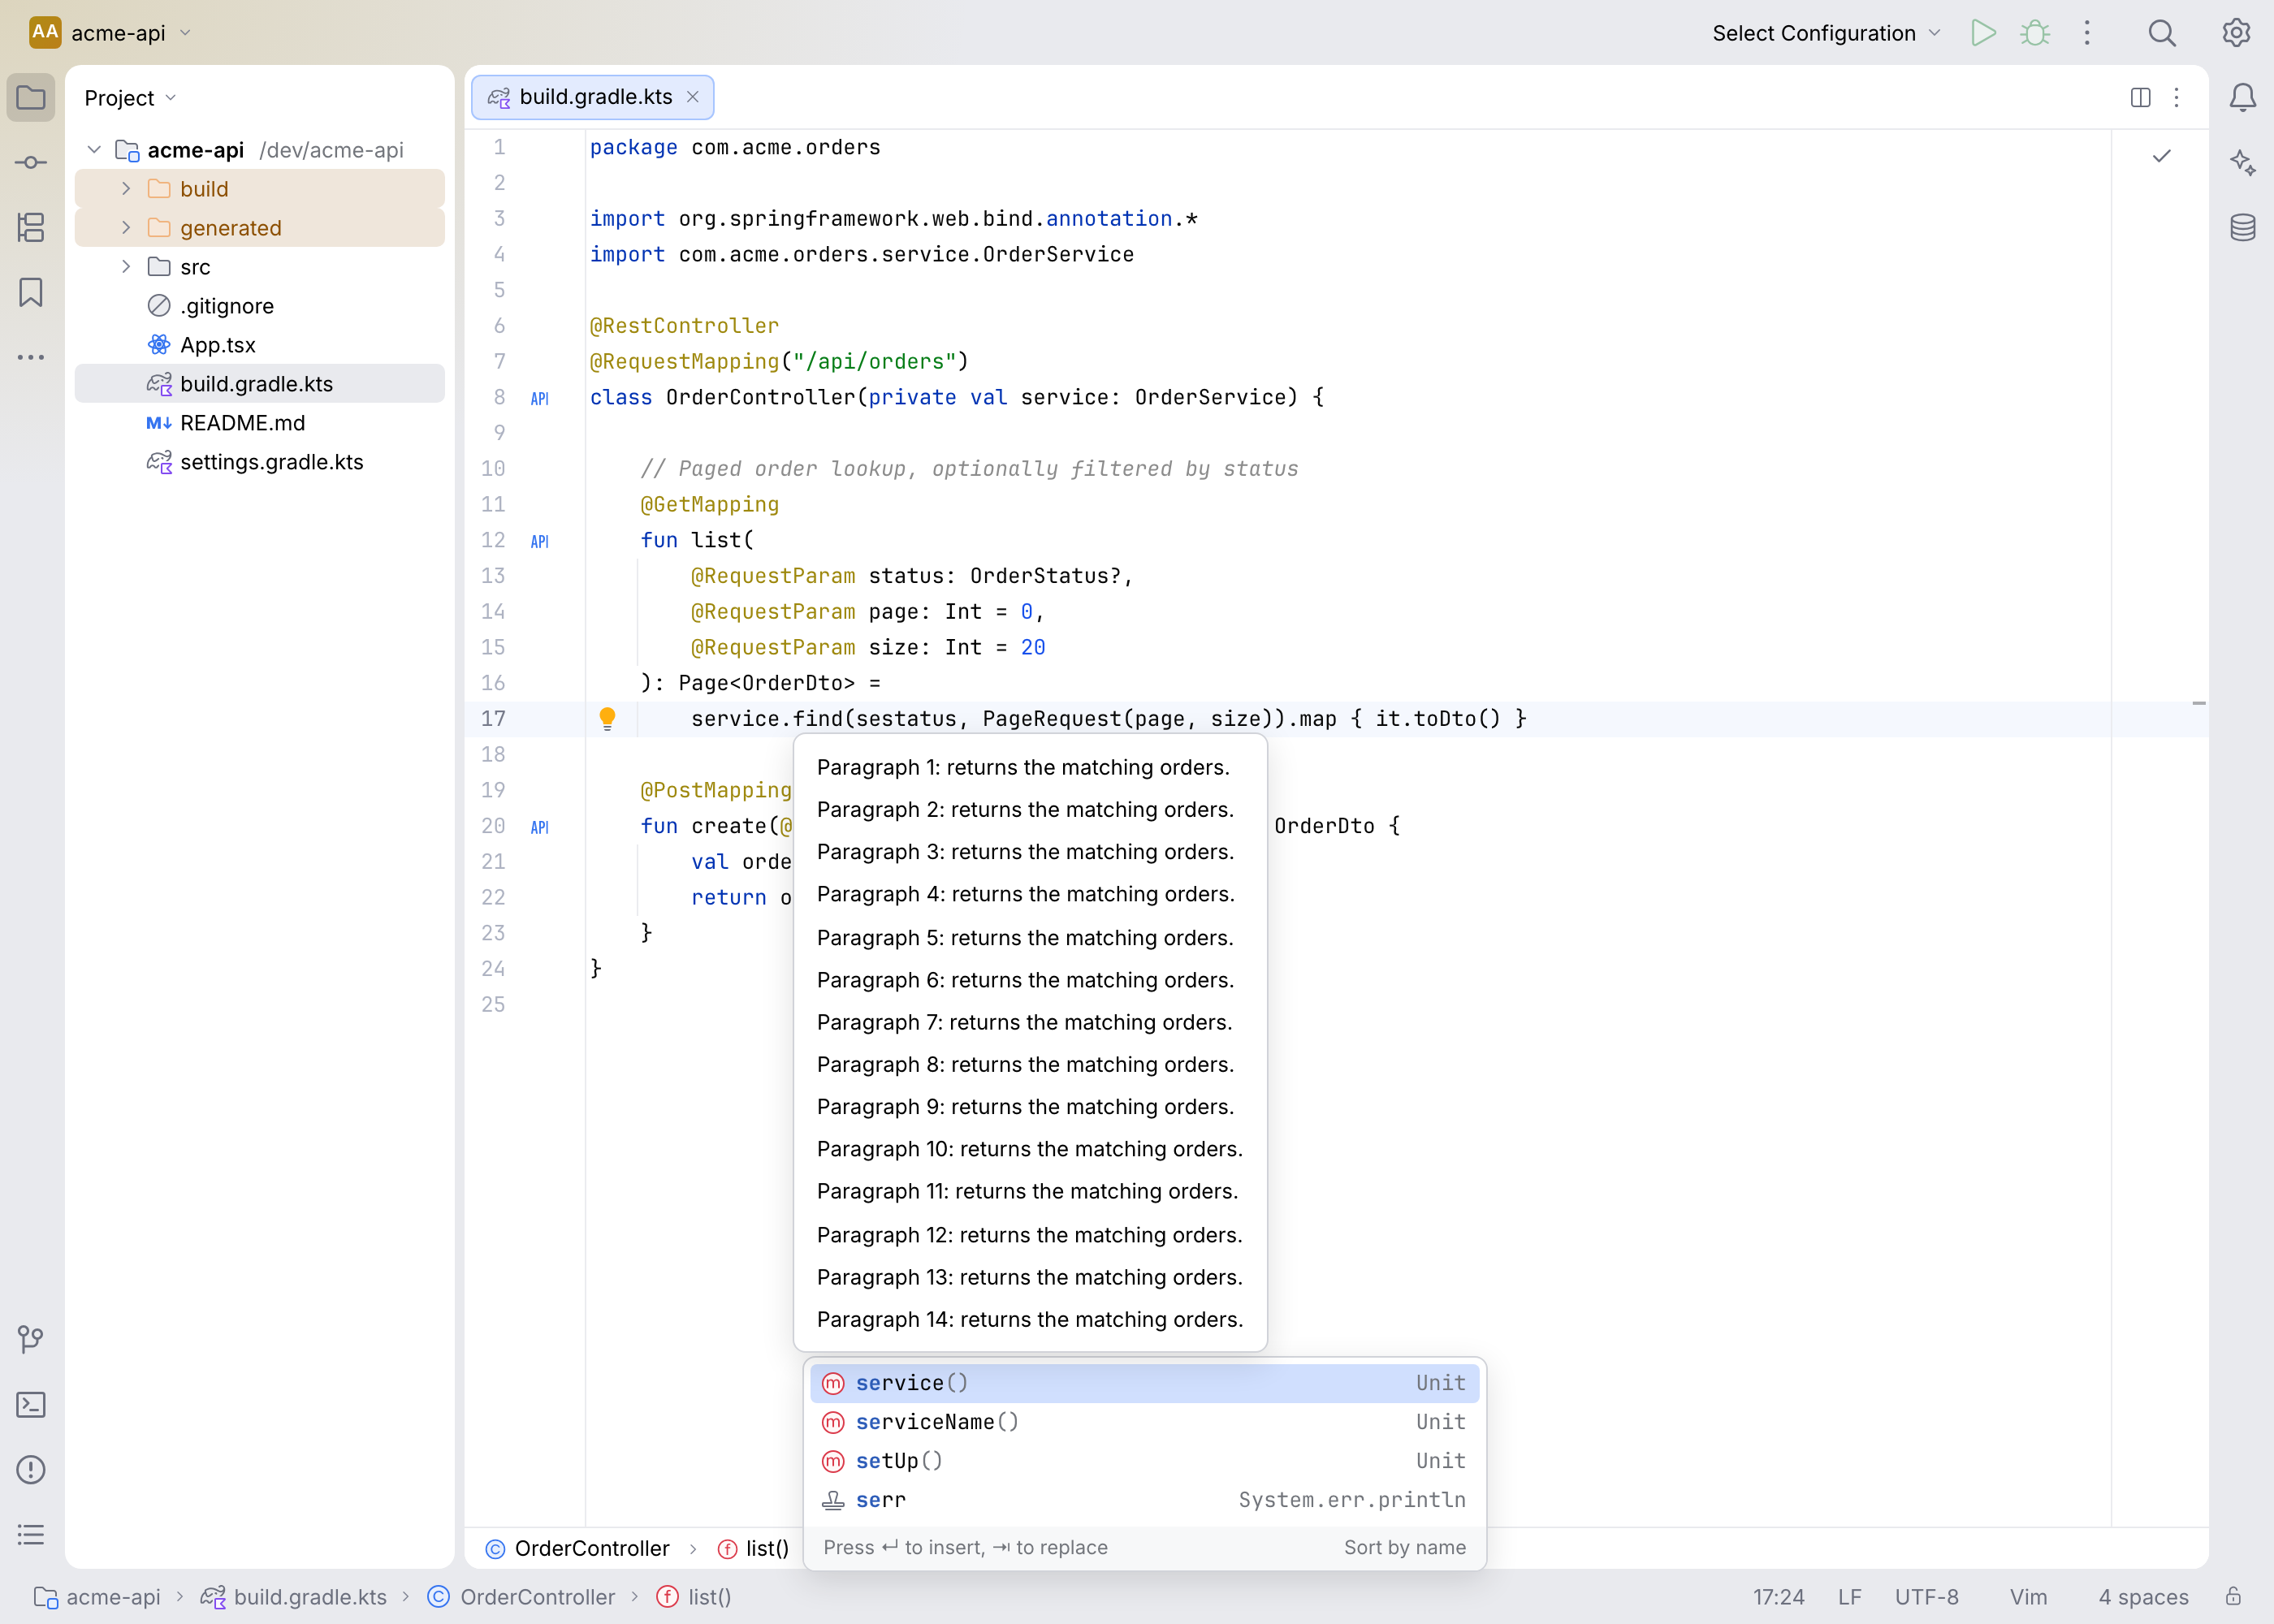 AA acme-api
Select Configuration
Project
build.gradle.kts
acme-api /dev/acme-api
build
generated
src
.gitignore
App.tsx
build.gradle.kts
M↓ README.md
settings.gradle.kts
1 package com.acme.orders
2
3 import org.springframework.web.bind.annotation.*
4 import com.acme.orders.service.OrderService
5
6 @RestController
7 @RequestMapping("/api/orders")
8 API class OrderController(private val service: OrderService) {
9
10 // Paged order lookup, optionally filtered by status
11 @GetMapping
12 API fun list(
13 @RequestParam status: OrderStatus?,
14 @RequestParam page: Int = 0,
15 @RequestParam size: Int = 20
16 ): Page<OrderDto> =
17 service.find(sestatus, PageRequest(page, size)).map { it.toDto() }
18
19 @PostMapping
20 API fun create(@ OrderDto {
21 val orde
22 return o
23 }
24 }
25
Paragraph 1: returns the matching orders.
Paragraph 2: returns the matching orders.
Paragraph 3: returns the matching orders.
Paragraph 4: returns the matching orders.
Paragraph 5: returns the matching orders.
Paragraph 6: returns the matching orders.
Paragraph 7: returns the matching orders.
Paragraph 8: returns the matching orders.
Paragraph 9: returns the matching orders.
Paragraph 10: returns the matching orders.
Paragraph 11: returns the matching orders.
Paragraph 12: returns the matching orders.
Paragraph 13: returns the matching orders.
Paragraph 14: returns the matching orders.
m service() Unit
m serviceName() Unit
m setUp() Unit
serr System.err.println
Press ↵ to insert, ⇥ to replace Sort by name
C OrderController › f list()
acme-api › build.gradle.kts › C OrderController › f list()
17:24 LF UTF-8 Vim 4 spaces